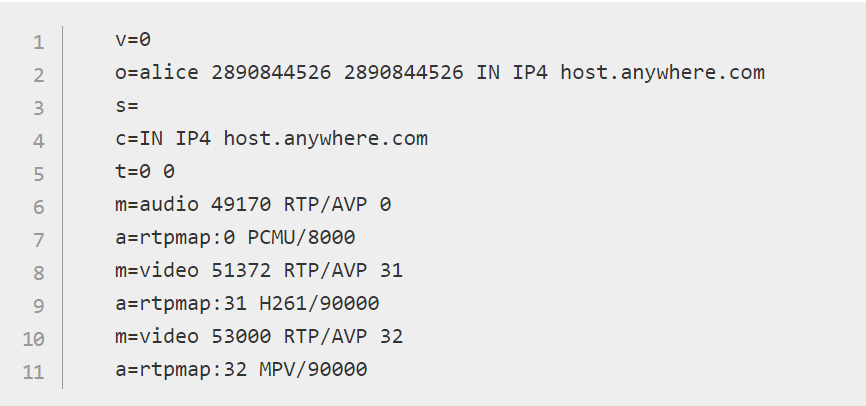 1 v=0
2 o=alice 2890844526 2890844526 IN IP4 host.anywhere.com
3 s=
4 c=IN IP4 host.anywhere.com
5 t=0 0
6 m=audio 49170 RTP/AVP 0
7 a=rtpmap:0 PCMU/8000
8 m=video 51372 RTP/AVP 31
9 a=rtpmap:31 H261/90000
10 m=video 53000 RTP/AVP 32
11 a=rtpmap:32 MPV/90000